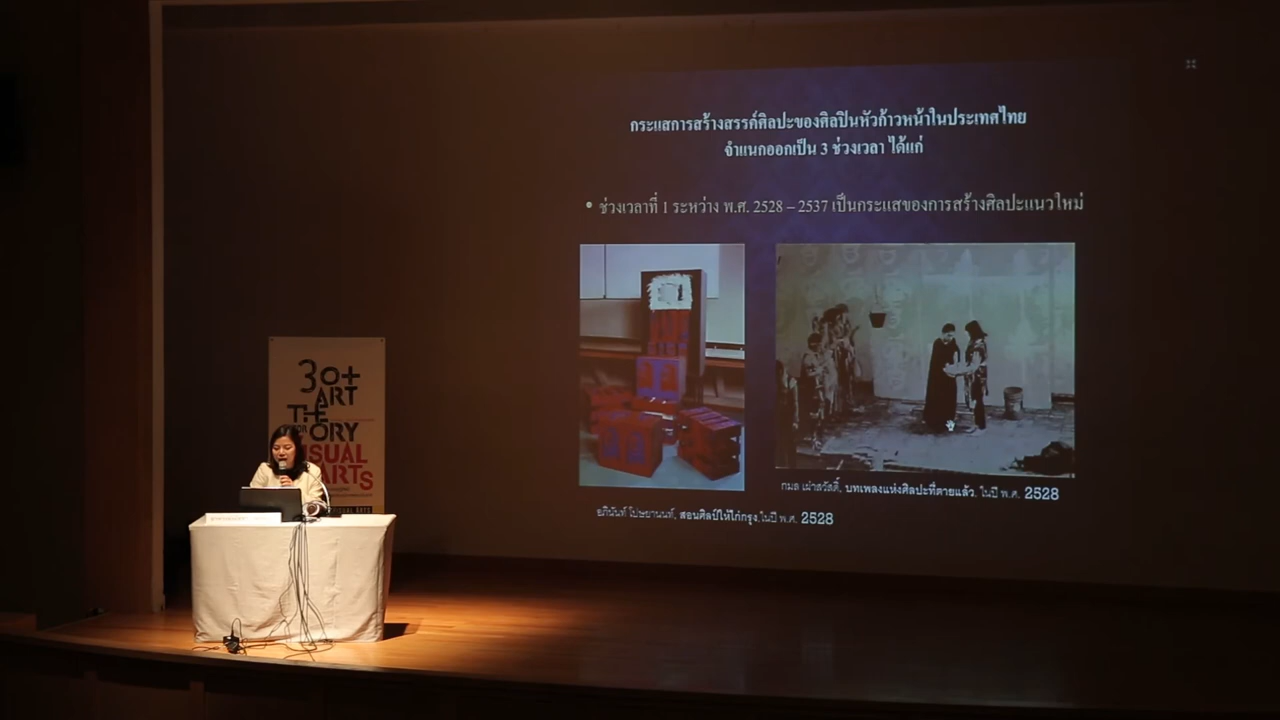 กระแสการสร้างสรรค์ศิลปะของศิลปินหัวก้าวหน้าในประเทศไทย
จำแนกออกเป็น 3 ช่วงเวลา ได้แก่
• ช่วงเวลาที่ 1 ระหว่าง พ.ศ. 2528 – 2537 เป็นกระแสของการสร้างศิลปะแนวใหม่
กมล เผ่าสวัสดิ์, บทเพลงแห่งศิลปะที่ตายแล้ว. ในปี พ.ศ. 2528
อภินันท์ โปษยานนท์, สอนศิลป์ให้ไก่กรุง.ในปี พ.ศ. 2528
30+
ART
THE
FOR ORY
ISUAL
ARTS